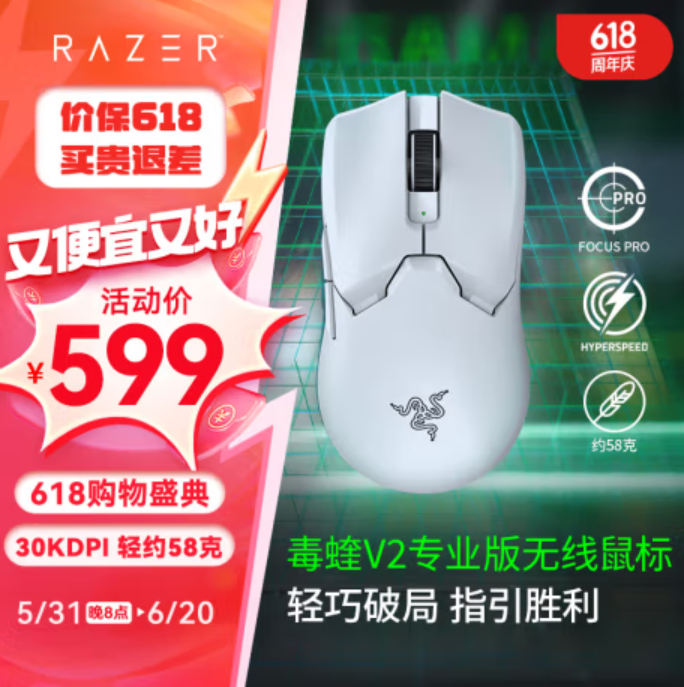 RAZER
618
周年庆
价保618
买贵退差
又便宜又好
活动价
¥599
618购物盛典
30KDPI 轻约58克
5/31晚8点▸6/20
PRO
FOCUS PRO
HYPERSPEED
约58克
毒蝰V2专业版无线鼠标
轻巧破局 指引胜利